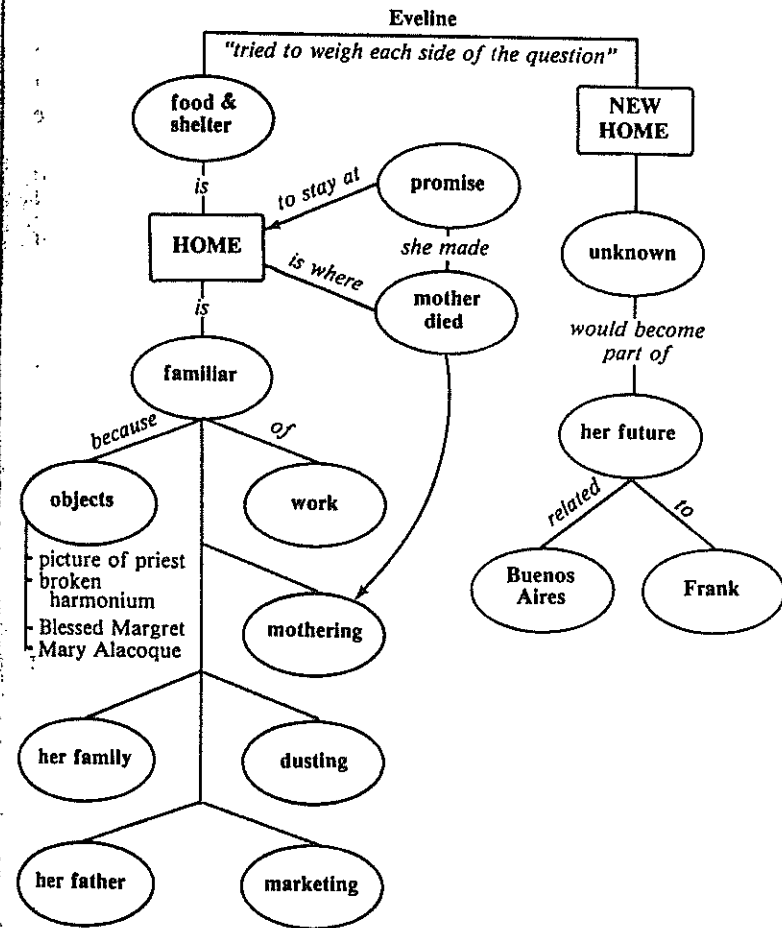 Eveline
"tried to weigh each side of the question"
food &
shelter
NEW
HOME
is
to stay at
promise
HOME
she made
is where
unknown
mother
died
is
would become
part of
familiar
her future
because
of
objects
work
related
to
picture of priest
broken
harmonium
Blessed Margret
Mary Alacoque
Buenos
Aires
Frank
mothering
her family
dusting
her father
marketing